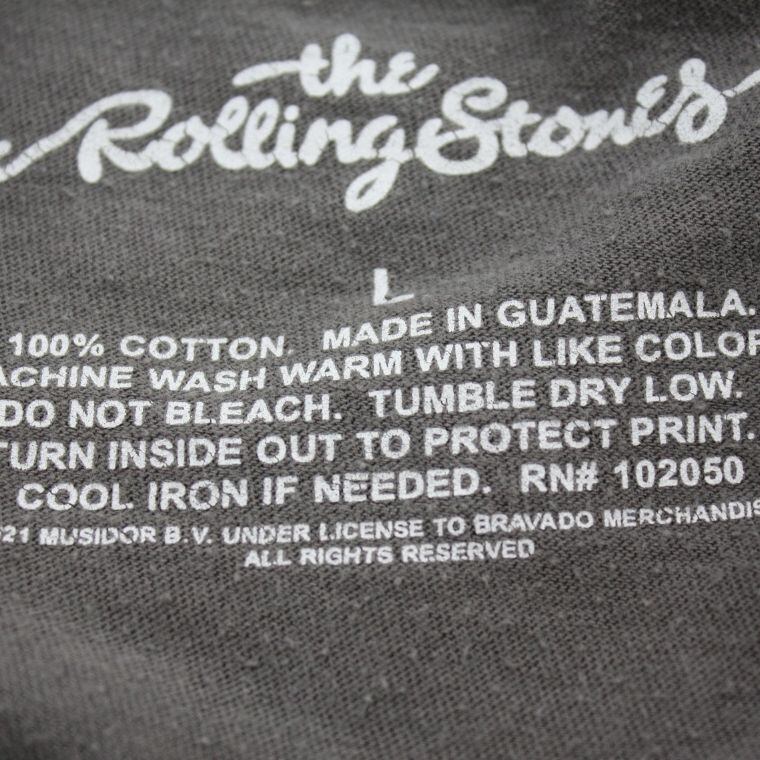 the
Rolling Stones
L
100% COTTON. MADE IN GUATEMALA.
ACHINE WASH WARM WITH LIKE COLOR
DO NOT BLEACH. TUMBLE DRY LOW.
TURN INSIDE OUT TO PROTECT PRINT.
COOL IRON IF NEEDED. RN# 102050
21 MUSIDOR B.V. UNDER LICENSE TO BRAVADO MERCHANDIS
ALL RIGHTS RESERVED